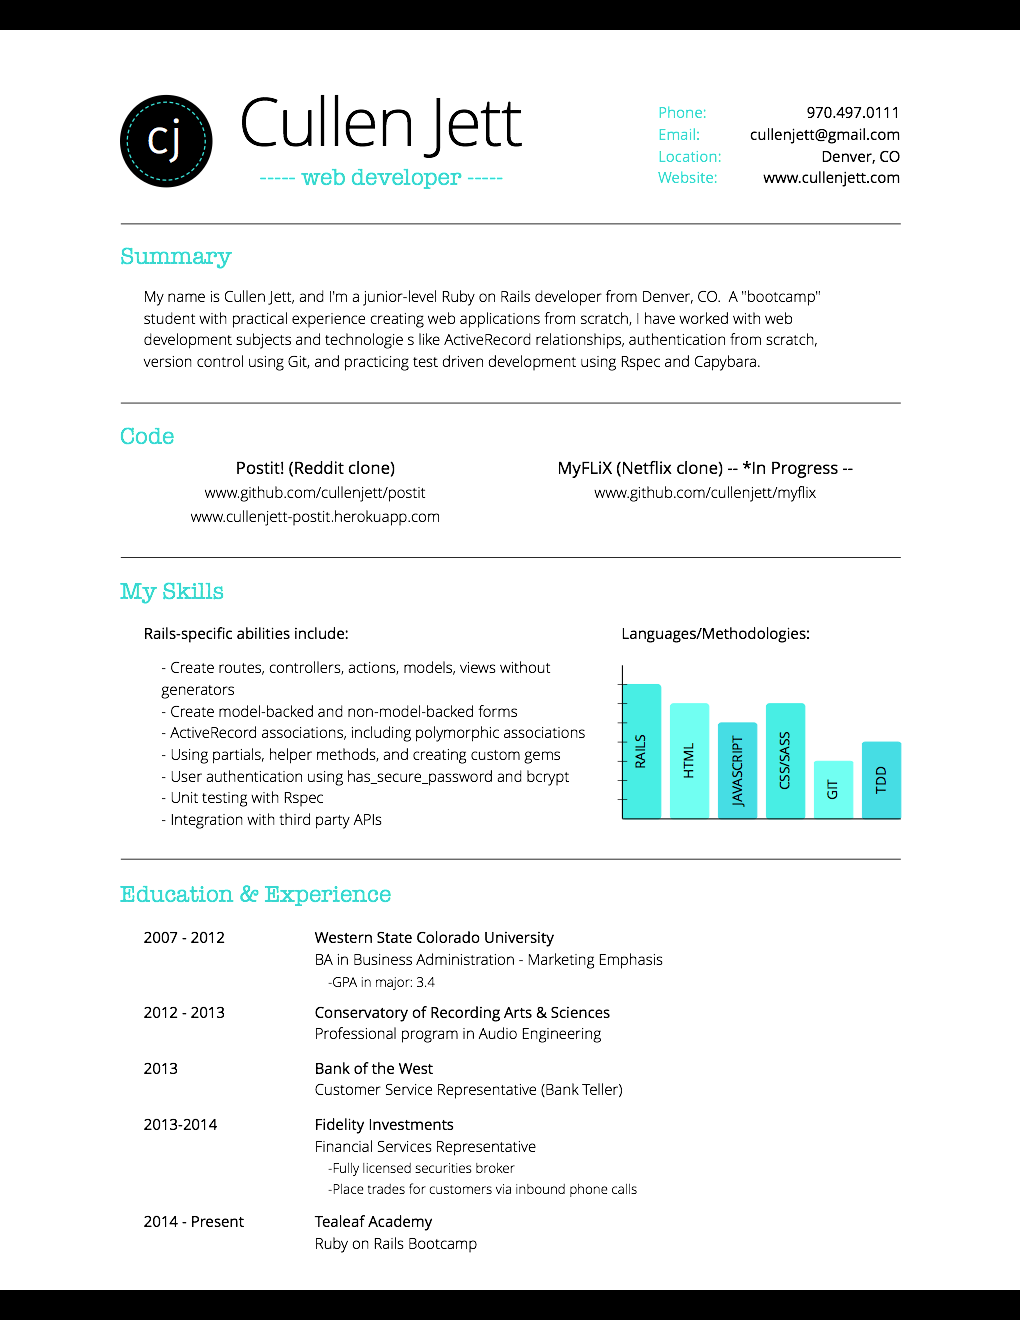 cj
Cullen Jett
----- web developer -----
Phone: 970.497.0111
Email: cullenjett@gmail.com
Location: Denver, CO
Website: www.cullenjett.com
Summary
My name is Cullen Jett, and I'm a junior-level Ruby on Rails developer from Denver, CO.  A "bootcamp"
student with practical experience creating web applications from scratch, I have worked with web
development subjects and technologie s like ActiveRecord relationships, authentication from scratch,
version control using Git, and practicing test driven development using Rspec and Capybara.
Code
Postit! (Reddit clone)
www.github.com/cullenjett/postit
www.cullenjett-postit.herokuapp.com
MyFLiX (Netflix clone) -- *In Progress --
www.github.com/cullenjett/myflix
My Skills
Rails-specific abilities include:
- Create routes, controllers, actions, models, views without
generators
- Create model-backed and non-model-backed forms
- ActiveRecord associations, including polymorphic associations
- Using partials, helper methods, and creating custom gems
- User authentication using has_secure_password and bcrypt
- Unit testing with Rspec
- Integration with third party APIs
Languages/Methodologies:
RAILS
HTML
JAVASCRIPT
CSS/SASS
GIT
TDD
Education & Experience
2007 - 2012 Western State Colorado University
BA in Business Administration - Marketing Emphasis
-GPA in major: 3.4
2012 - 2013 Conservatory of Recording Arts & Sciences
Professional program in Audio Engineering
2013 Bank of the West
Customer Service Representative (Bank Teller)
2013-2014 Fidelity Investments
Financial Services Representative
-Fully licensed securities broker
-Place trades for customers via inbound phone calls
2014 - Present Tealeaf Academy
Ruby on Rails Bootcamp